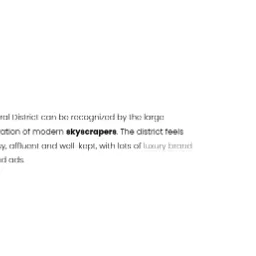 ral District can be recognized by the large
ration of modern skyscrapers. The district feels
y, affluent and well-kept, with lots of luxury brand
d ads.